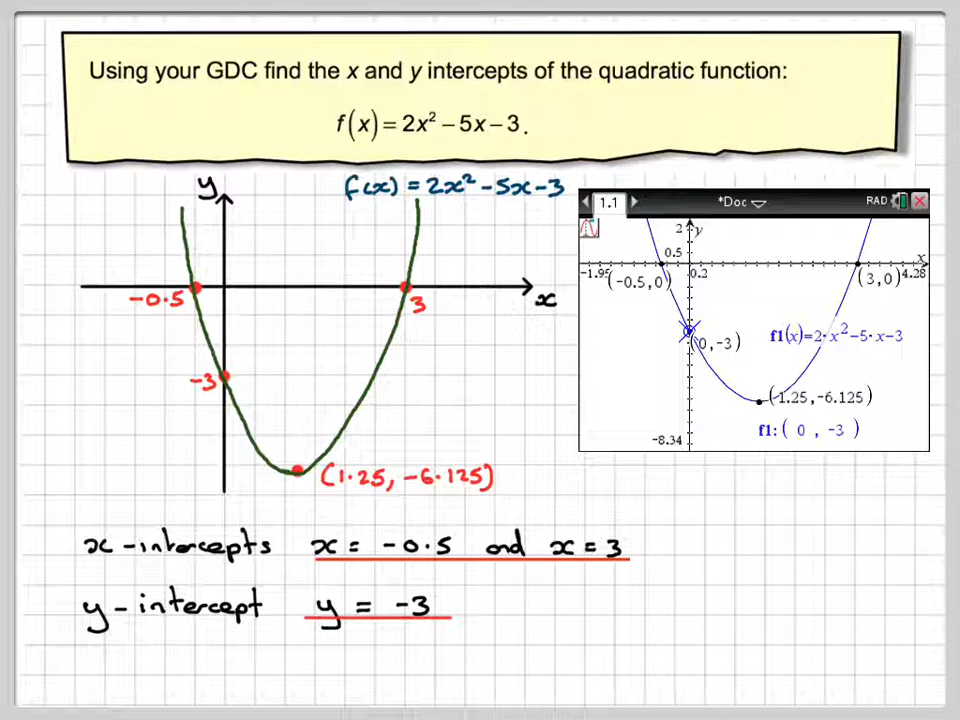 Using your GDC find the x and y intercepts of the quadratic function:
f(x) = 2x² – 5x – 3.
y
f(x) = 2x² - 5x - 3
-0.5
3
x
-3
(1.25, -6.125)
1.1
*Doc
RAD
2
y
0.5
x
-1.95
(-0.5,0)
0.2
(3,0)
4.28
(0,-3)
f1(x)=2·x²-5·x-3
(1.25,-6.125)
-8.34
f1: ( 0 , -3 )
x-intercepts x = -0.5 and x = 3
y-intercept y = -3